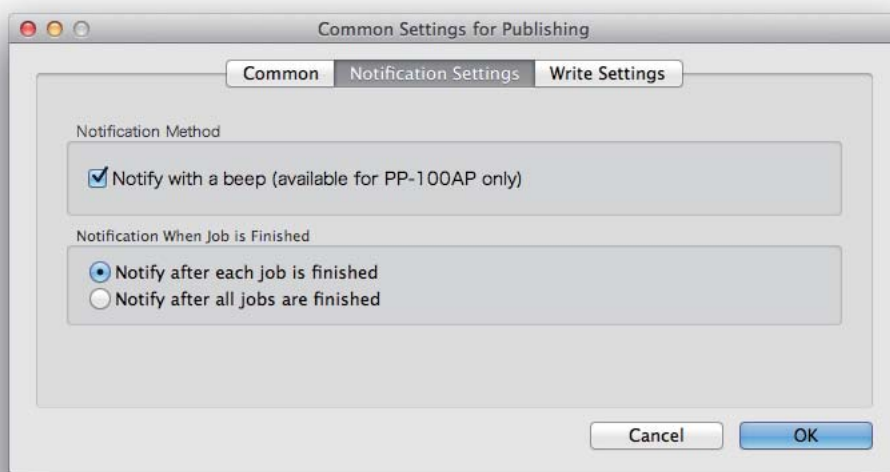 Common Settings for Publishing
Common Notification Settings Write Settings
Notification Method
Notify with a beep (available for PP-100AP only)
Notification When Job is Finished
Notify after each job is finished
Notify after all jobs are finished
Cancel OK